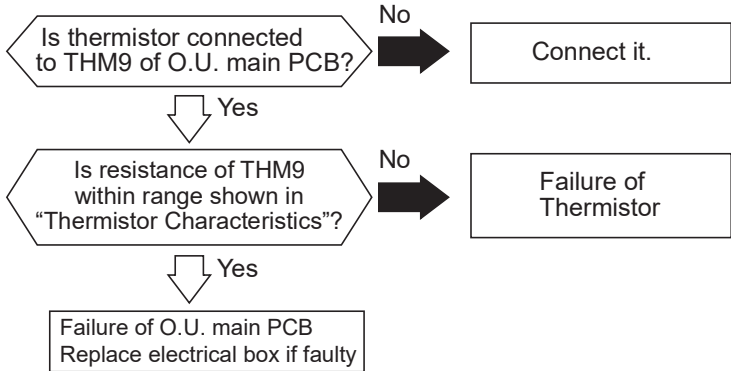 Is thermistor connected
to THM9 of O.U. main PCB?
No
Connect it.
Yes
Is resistance of THM9
within range shown in
“Thermistor Characteristics”?
No
Failure of
Thermistor
Yes
Failure of O.U. main PCB
Replace electrical box if faulty